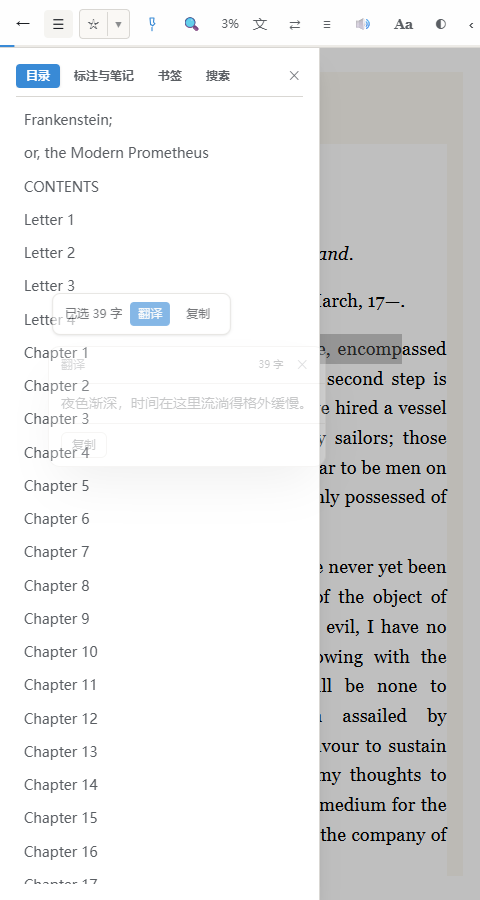 3% 文 Aa
目录 标注与笔记 书签 搜索
Frankenstein;
or, the Modern Prometheus
CONTENTS
and.
Letter 1
Letter 2
Letter 3
March, 17—.
已选 39 字 翻译 复制
Letter 4
Chapter 1
e, encompassed
翻译 39 字
Chapter 2
second step is
夜色渐深，时间在这里流淌得格外缓慢。
e hired a vessel
Chapter 3
y sailors; those
复制
Chapter 4
ar to be men on
Chapter 5
nly possessed of
Chapter 6
Chapter 7
e never yet been
Chapter 8
of the object of
Chapter 9
evil, I have no
Chapter 10
owing with the
Chapter 11
ll be none to
Chapter 12
assailed by
Chapter 13
avour to sustain
Chapter 14
my thoughts to
Chapter 15
medium for the
Chapter 16
the company of
Chapter 17